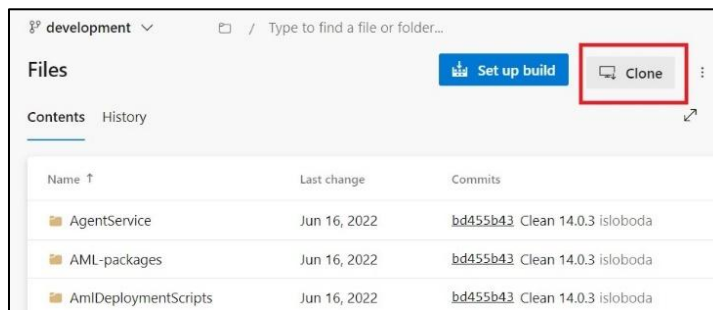 development / Type to find a file or folder...
Files Set up build Clone
Contents History
Name ↑ Last change Commits
AgentService Jun 16, 2022 bd455b43 Clean 14.0.3 isloboda
AML-packages Jun 16, 2022 bd455b43 Clean 14.0.3 isloboda
AmlDeploymentScripts Jun 16, 2022 bd455b43 Clean 14.0.3 isloboda